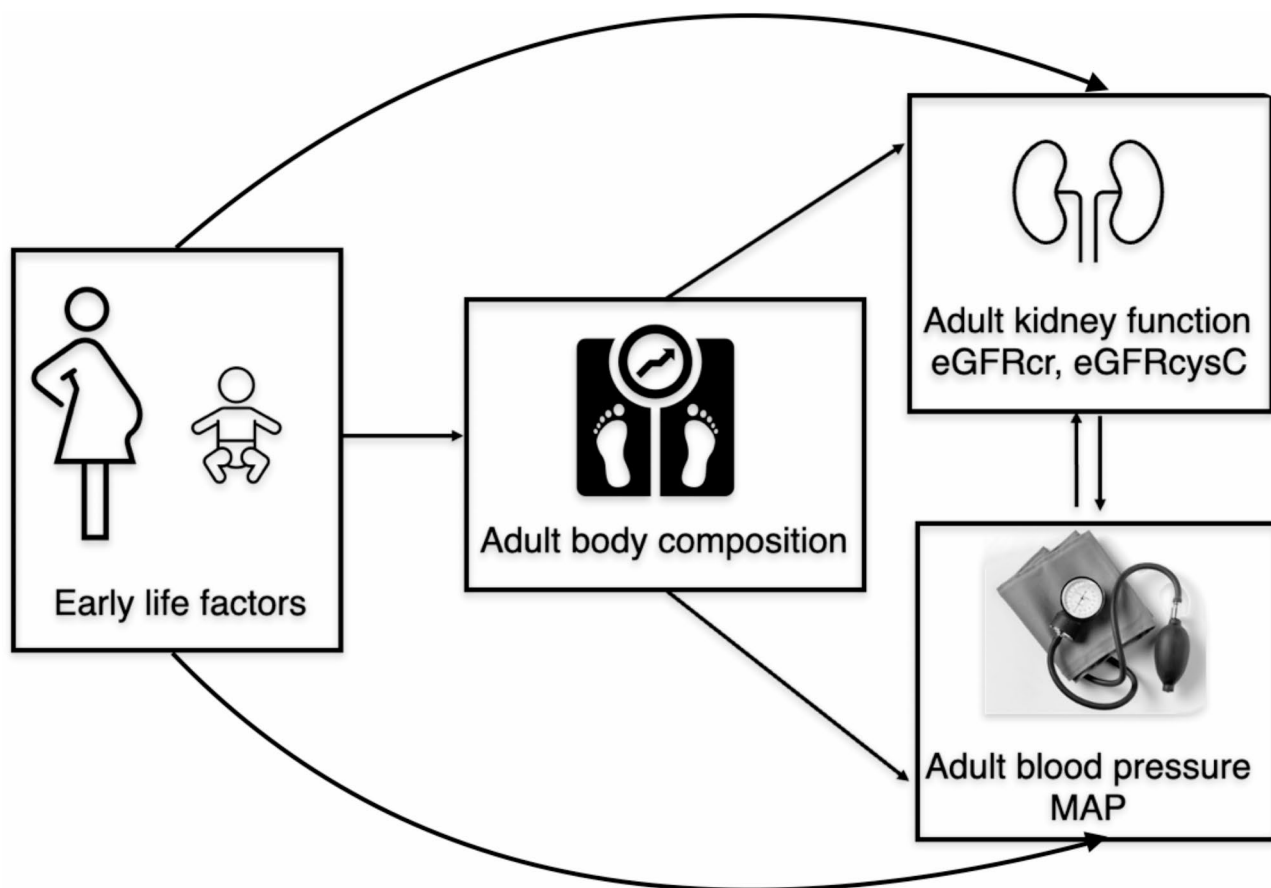 Early life factors
Adult body composition
Adult kidney function
eGFRcr, eGFRcysC
Adult blood pressure
MAP